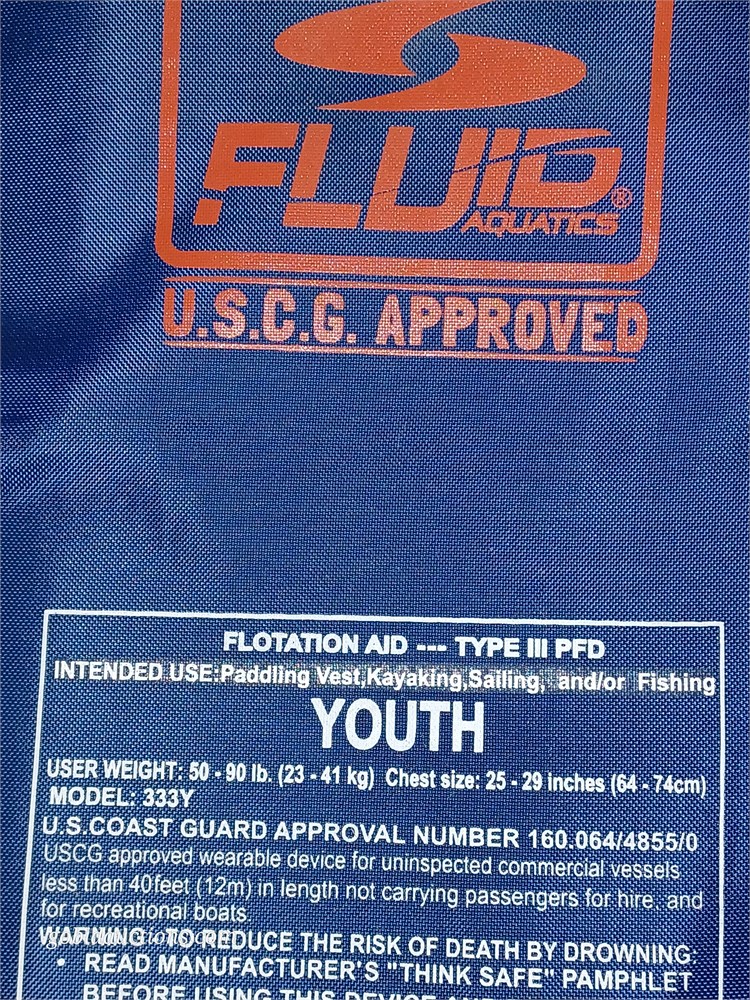 FLUID®
AQUATICS
U.S.C.G. APPROVED
FLOTATION AID --- TYPE III PFD
INTENDED USE:Paddling Vest,Kayaking,Sailing, and/or Fishing
YOUTH
USER WEIGHT: 50 - 90 lb. (23 - 41 kg) Chest size: 25 - 29 inches (64 - 74cm)
MODEL: 333Y
U.S.COAST GUARD APPROVAL NUMBER 160.064/4855/0
USCG approved wearable device for uninspected commercial vessels
less than 40feet (12m) in length not carrying passengers for hire, and
for recreational boats
WARNING : TO REDUCE THE RISK OF DEATH BY DROWNING:
• READ MANUFACTURER'S "THINK SAFE" PAMPHLET
BEFORE USING THIS DEVICE